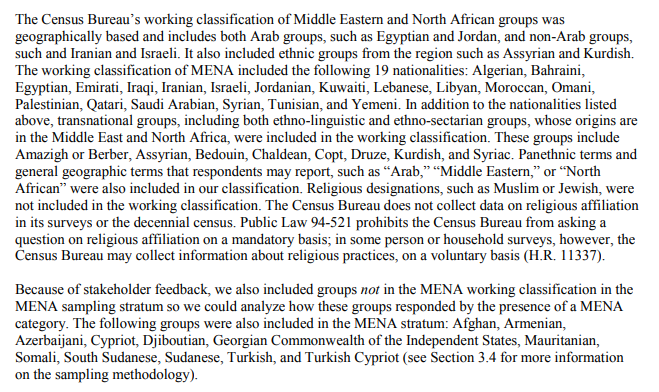 The Census Bureau's working classification of Middle Eastern and North African groups was
geographically based and includes both Arab groups, such as Egyptian and Jordan, and non-Arab groups,
such and Iranian and Israeli. It also included ethnic groups from the region such as Assyrian and Kurdish.
The working classification of MENA included the following 19 nationalities: Algerian, Bahraini,
Egyptian, Emirati, Iraqi, Iranian, Israeli, Jordanian, Kuwaiti, Lebanese, Libyan, Moroccan, Omani,
Palestinian, Qatari, Saudi Arabian, Syrian, Tunisian, and Yemeni. In addition to the nationalities listed
above, transnational groups, including both ethno-linguistic and ethno-sectarian groups, whose origins are
in the Middle East and North Africa, were included in the working classification. These groups include
Amazigh or Berber, Assyrian, Bedouin, Chaldean, Copt, Druze, Kurdish, and Syriac. Panethnic terms and
general geographic terms that respondents may report, such as “Arab,” “Middle Eastern,” or “North
African” were also included in our classification. Religious designations, such as Muslim or Jewish, were
not included in the working classification. The Census Bureau does not collect data on religious affiliation
in its surveys or the decennial census. Public Law 94-521 prohibits the Census Bureau from asking a
question on religious affiliation on a mandatory basis; in some person or household surveys, however, the
Census Bureau may collect information about religious practices, on a voluntary basis (H.R. 11337).
Because of stakeholder feedback, we also included groups not in the MENA working classification in the
MENA sampling stratum so we could analyze how these groups responded by the presence of a MENA
category. The following groups were also included in the MENA stratum: Afghan, Armenian,
Azerbaijani, Cypriot, Djiboutian, Georgian Commonwealth of the Independent States, Mauritanian,
Somali, South Sudanese, Sudanese, Turkish, and Turkish Cypriot (see Section 3.4 for more information
on the sampling methodology).